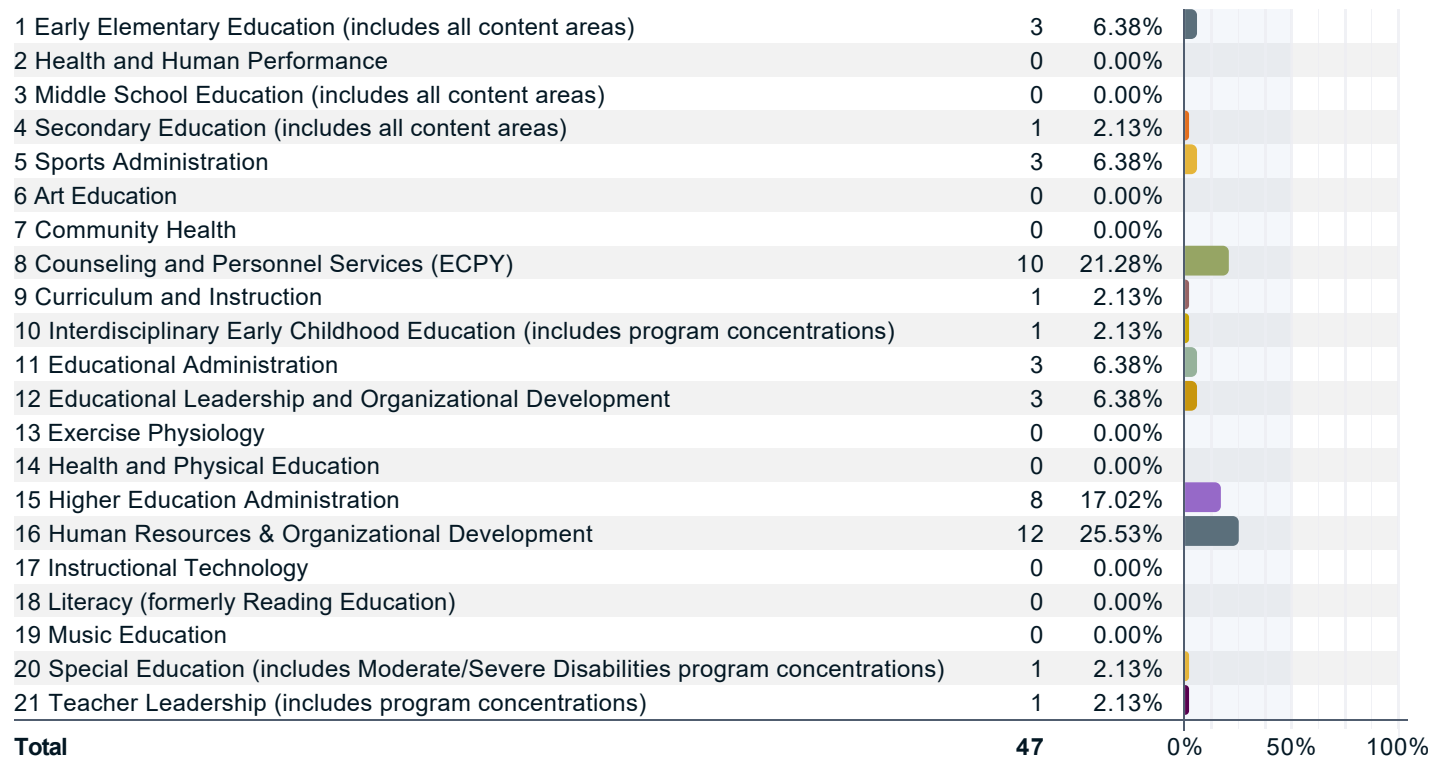 1 Early Elementary Education (includes all content areas) 3 6.38%
2 Health and Human Performance 0 0.00%
3 Middle School Education (includes all content areas) 0 0.00%
4 Secondary Education (includes all content areas) 1 2.13%
5 Sports Administration 3 6.38%
6 Art Education 0 0.00%
7 Community Health 0 0.00%
8 Counseling and Personnel Services (ECPY) 10 21.28%
9 Curriculum and Instruction 1 2.13%
10 Interdisciplinary Early Childhood Education (includes program concentrations) 1 2.13%
11 Educational Administration 3 6.38%
12 Educational Leadership and Organizational Development 3 6.38%
13 Exercise Physiology 0 0.00%
14 Health and Physical Education 0 0.00%
15 Higher Education Administration 8 17.02%
16 Human Resources & Organizational Development 12 25.53%
17 Instructional Technology 0 0.00%
18 Literacy (formerly Reading Education) 0 0.00%
19 Music Education 0 0.00%
20 Special Education (includes Moderate/Severe Disabilities program concentrations) 1 2.13%
21 Teacher Leadership (includes program concentrations) 1 2.13%
Total 47 0% 50% 100%